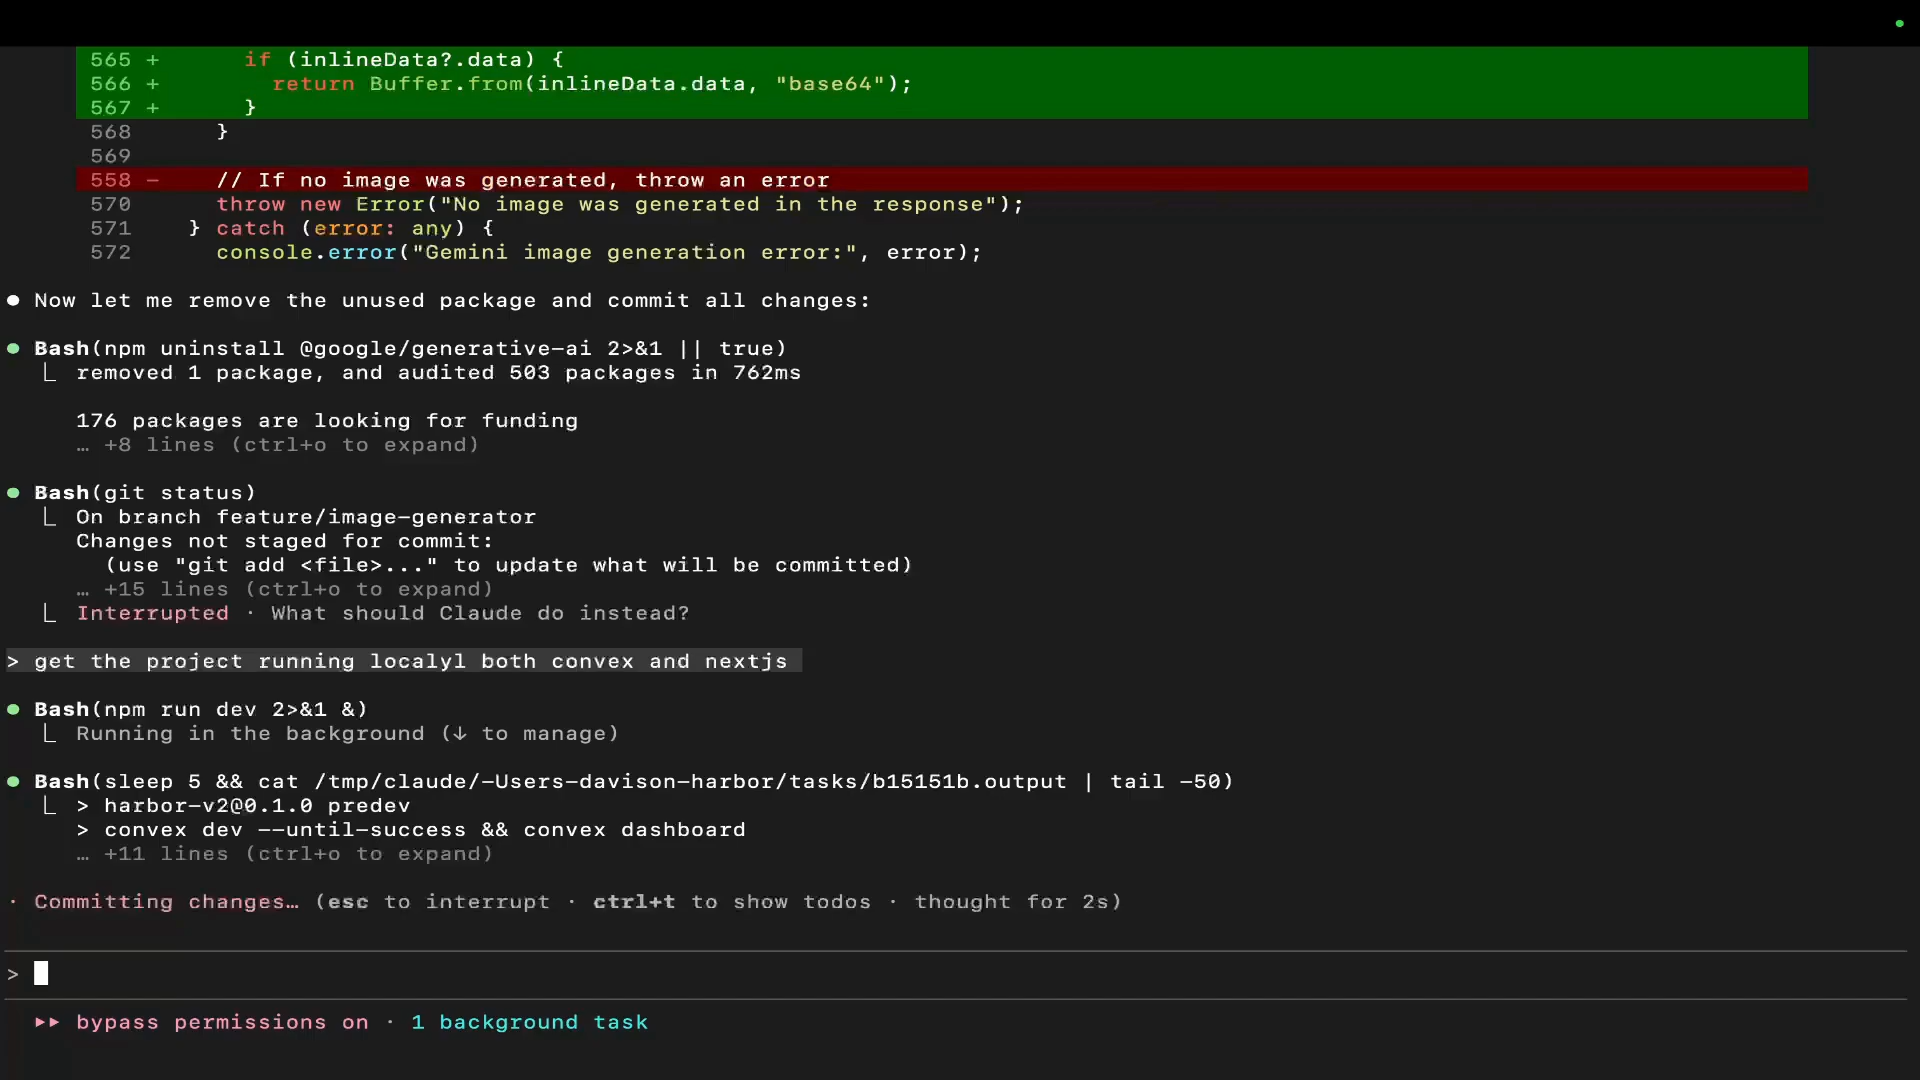 565 +      if (inlineData?.data) {
566 +        return Buffer.from(inlineData.data, "base64");
567 +      }
568      }
569
558 -    // If no image was generated, throw an error
570      throw new Error("No image was generated in the response");
571    } catch (error: any) {
572      console.error("Gemini image generation error:", error);
● Now let me remove the unused package and commit all changes:
● Bash(npm uninstall @google/generative-ai 2>&1 || true)
⎿ removed 1 package, and audited 503 packages in 762ms
176 packages are looking for funding
… +8 lines (ctrl+o to expand)
● Bash(git status)
⎿ On branch feature/image-generator
Changes not staged for commit:
(use "git add <file>..." to update what will be committed)
… +15 lines (ctrl+o to expand)
⎿ Interrupted · What should Claude do instead?
> get the project running localyl both convex and nextjs
● Bash(npm run dev 2>&1 &)
⎿ Running in the background (↓ to manage)
● Bash(sleep 5 && cat /tmp/claude/-Users-davison-harbor/tasks/b15151b.output | tail -50)
⎿ > harbor-v2@0.1.0 predev
> convex dev --until-success && convex dashboard
… +11 lines (ctrl+o to expand)
· Committing changes… (esc to interrupt · ctrl+t to show todos · thought for 2s)
>
▸▸ bypass permissions on · 1 background task